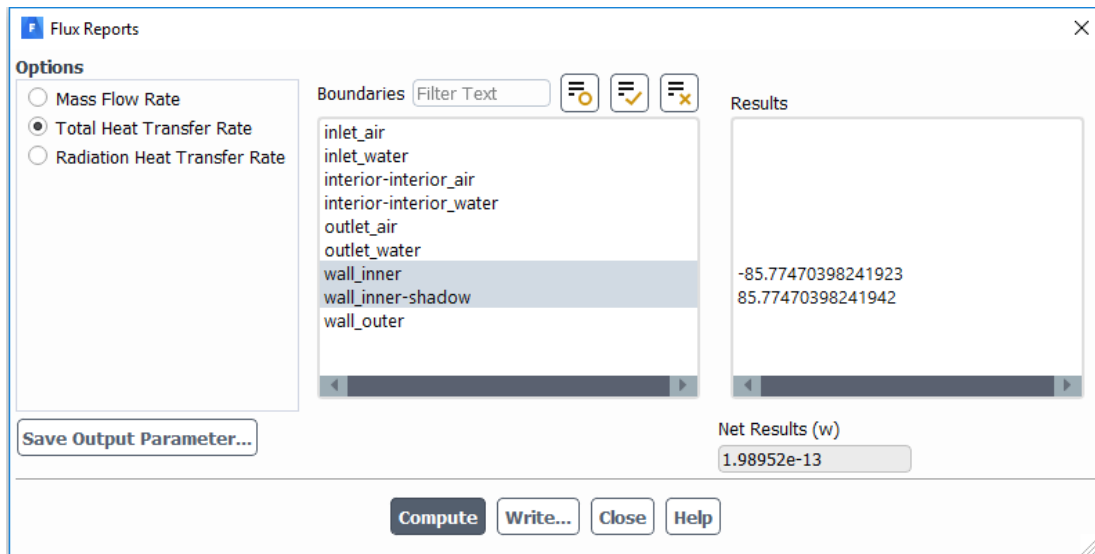 F Flux Reports
Options
Mass Flow Rate
Total Heat Transfer Rate
Radiation Heat Transfer Rate
Save Output Parameter...
Boundaries Filter Text
inlet_air
inlet_water
interior-interior_air
interior-interior_water
outlet_air
outlet_water
wall_inner
wall_inner-shadow
wall_outer
Results
-85.77470398241923
85.77470398241942
Net Results (w)
1.98952e-13
Compute Write... Close Help